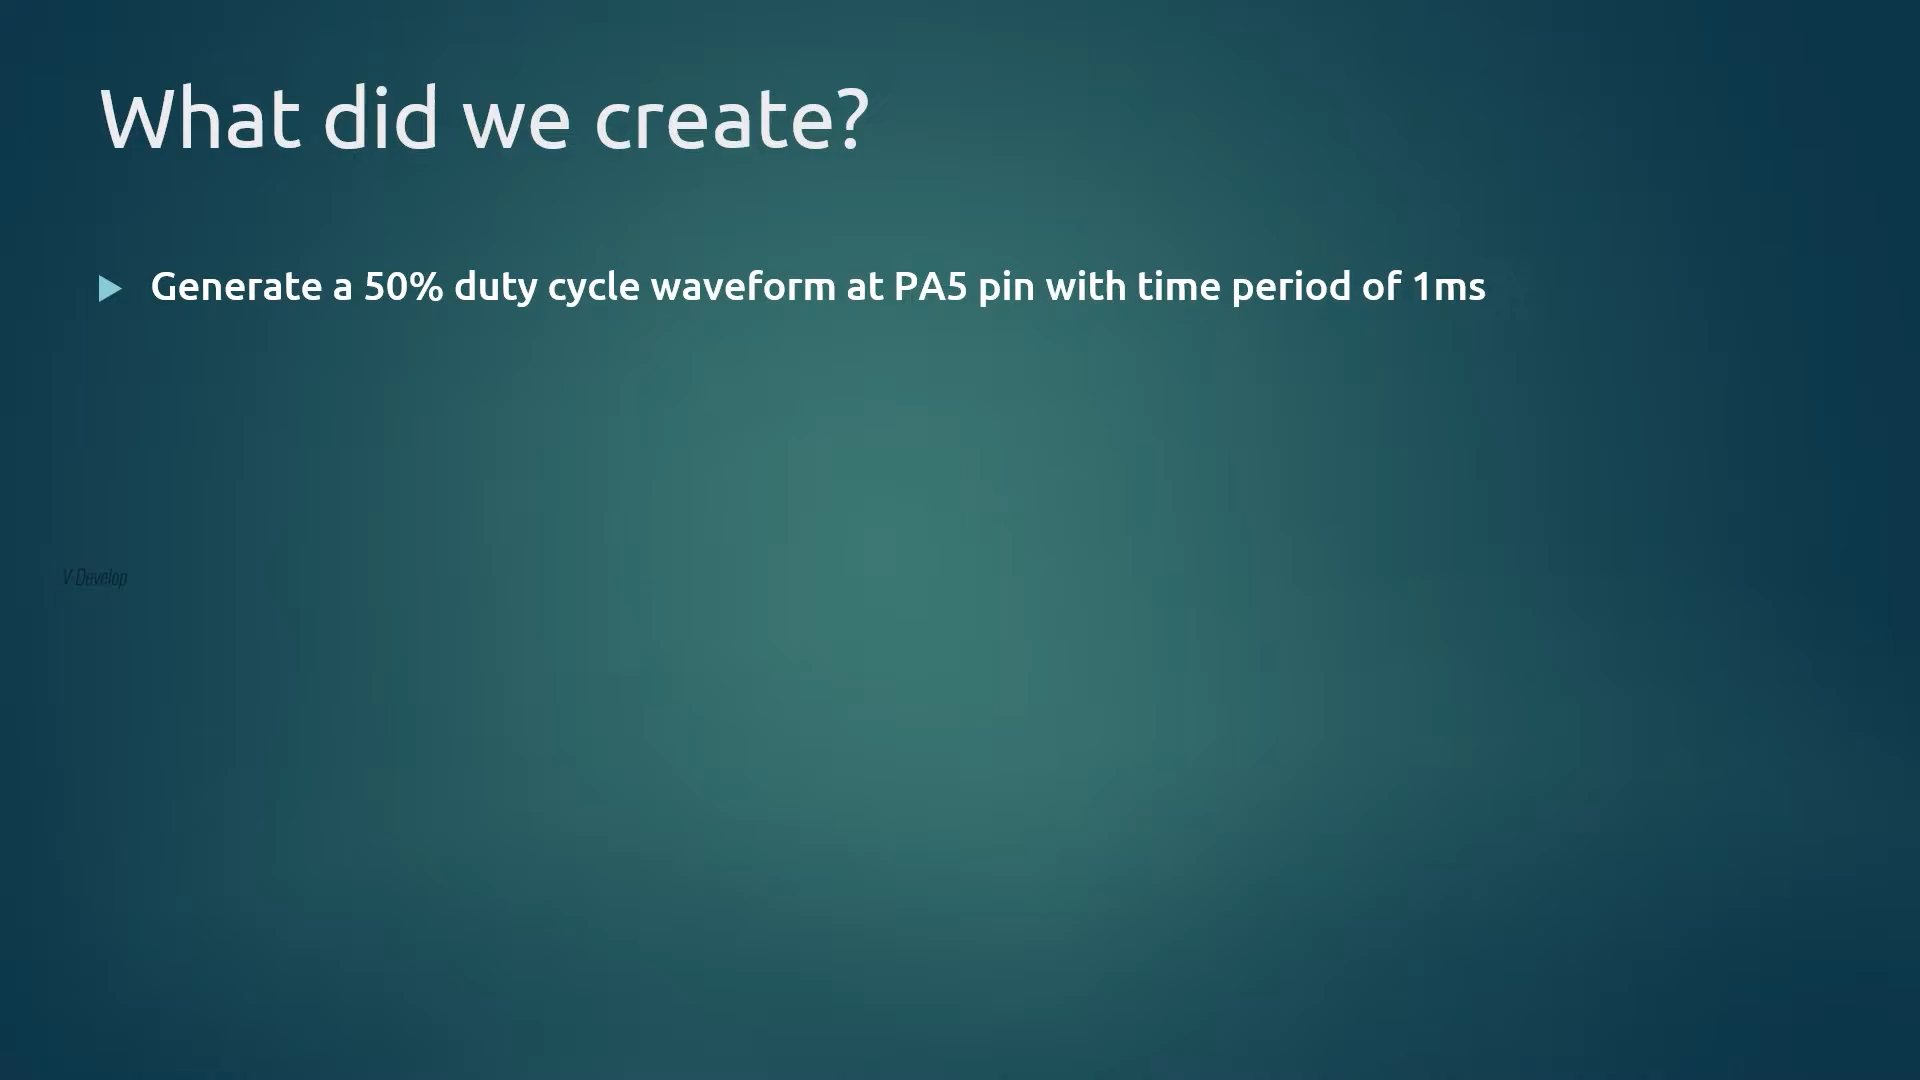 What did we create?
Generate a 50% duty cycle waveform at PA5 pin with time period of 1ms
V Develop